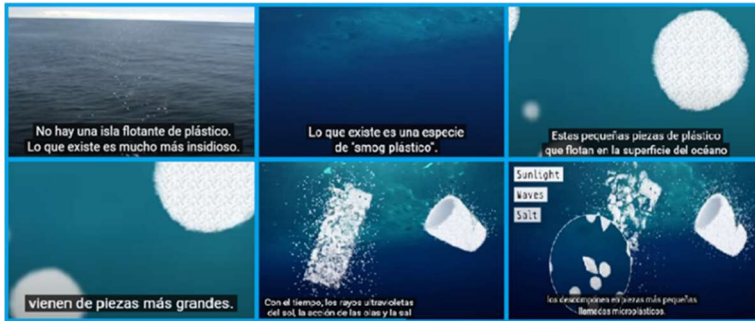 No hay una isla flotante de plástico.
Lo que existe es mucho más insidioso.
Lo que existe es una especie
de "smog plástico".
Estas pequeñas piezas de plástico
que flotan en la superficie del océano
vienen de piezas más grandes.
Con el tiempo, los rayos ultravioletas
del sol, la acción de las olas y la sal
Sunlight
Waves
Salt
los descomponen en piezas más pequeñas
llamadas microplásticos.